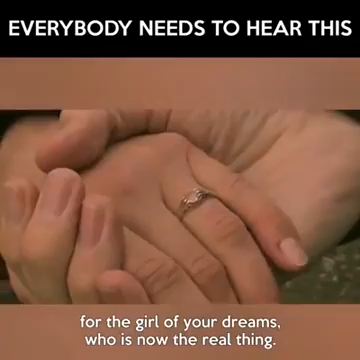 EVERYBODY NEEDS TO HEAR THIS
for the girl of your dreams,
who is now the real thing.